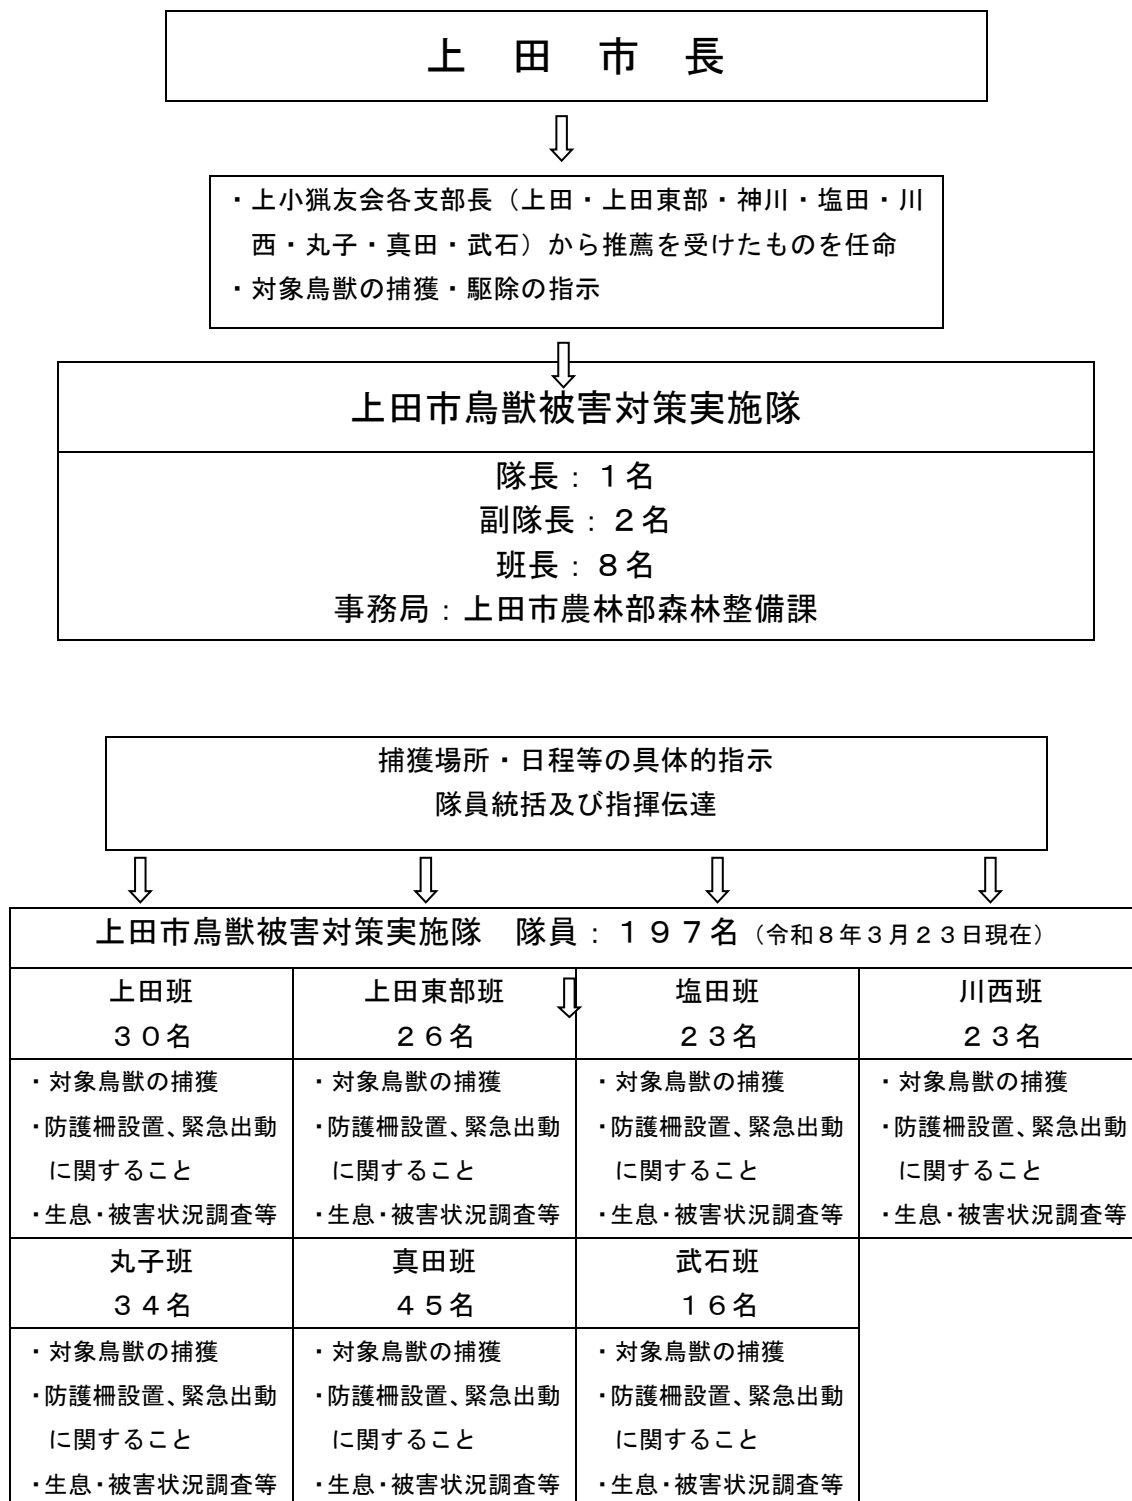 上　田　市　長
・上小猟友会各支部長（上田・上田東部・神川・塩田・川
西・丸子・真田・武石）から推薦を受けたものを任命
・対象鳥獣の捕獲・駆除の指示
上田市鳥獣被害対策実施隊
隊長：１名
副隊長：２名
班長：８名
事務局：上田市農林部森林整備課
捕獲場所・日程等の具体的指示
隊員統括及び指揮伝達
上田市鳥獣被害対策実施隊　隊員：１９７名（令和８年３月２３日現在）
上田班
３０名
・対象鳥獣の捕獲
・防護柵設置、緊急出動
に関すること
・生息・被害状況調査等
上田東部班
２６名
・対象鳥獣の捕獲
・防護柵設置、緊急出動
に関すること
・生息・被害状況調査等
塩田班
２３名
・対象鳥獣の捕獲
・防護柵設置、緊急出動
に関すること
・生息・被害状況調査等
川西班
２３名
・対象鳥獣の捕獲
・防護柵設置、緊急出動
に関すること
・生息・被害状況調査等
丸子班
３４名
・対象鳥獣の捕獲
・防護柵設置、緊急出動
に関すること
・生息・被害状況調査等
真田班
４５名
・対象鳥獣の捕獲
・防護柵設置、緊急出動
に関すること
・生息・被害状況調査等
武石班
１６名
・対象鳥獣の捕獲
・防護柵設置、緊急出動
に関すること
・生息・被害状況調査等